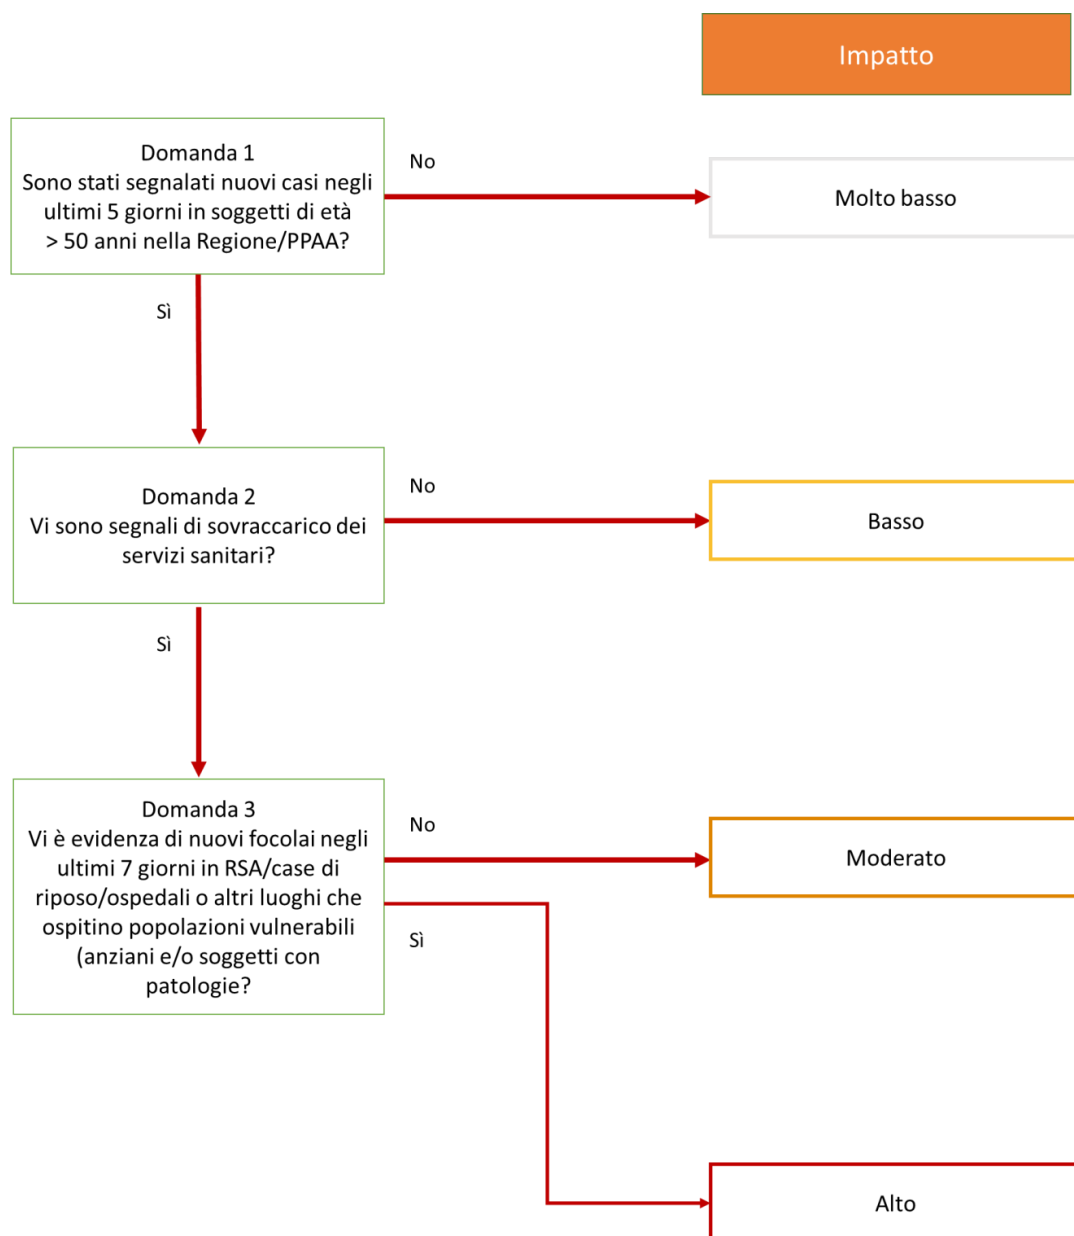 Impatto
Domanda 1
Sono stati segnalati nuovi casi negli
ultimi 5 giorni in soggetti di età
> 50 anni nella Regione/PPAA?
No
Molto basso
Sì
Domanda 2
Vi sono segnali di sovraccarico dei
servizi sanitari?
No
Basso
Sì
Domanda 3
Vi è evidenza di nuovi focolai negli
ultimi 7 giorni in RSA/case di
riposo/ospedali o altri luoghi che
ospitino popolazioni vulnerabili
(anziani e/o soggetti con
patologie?
No
Moderato
Sì
Alto